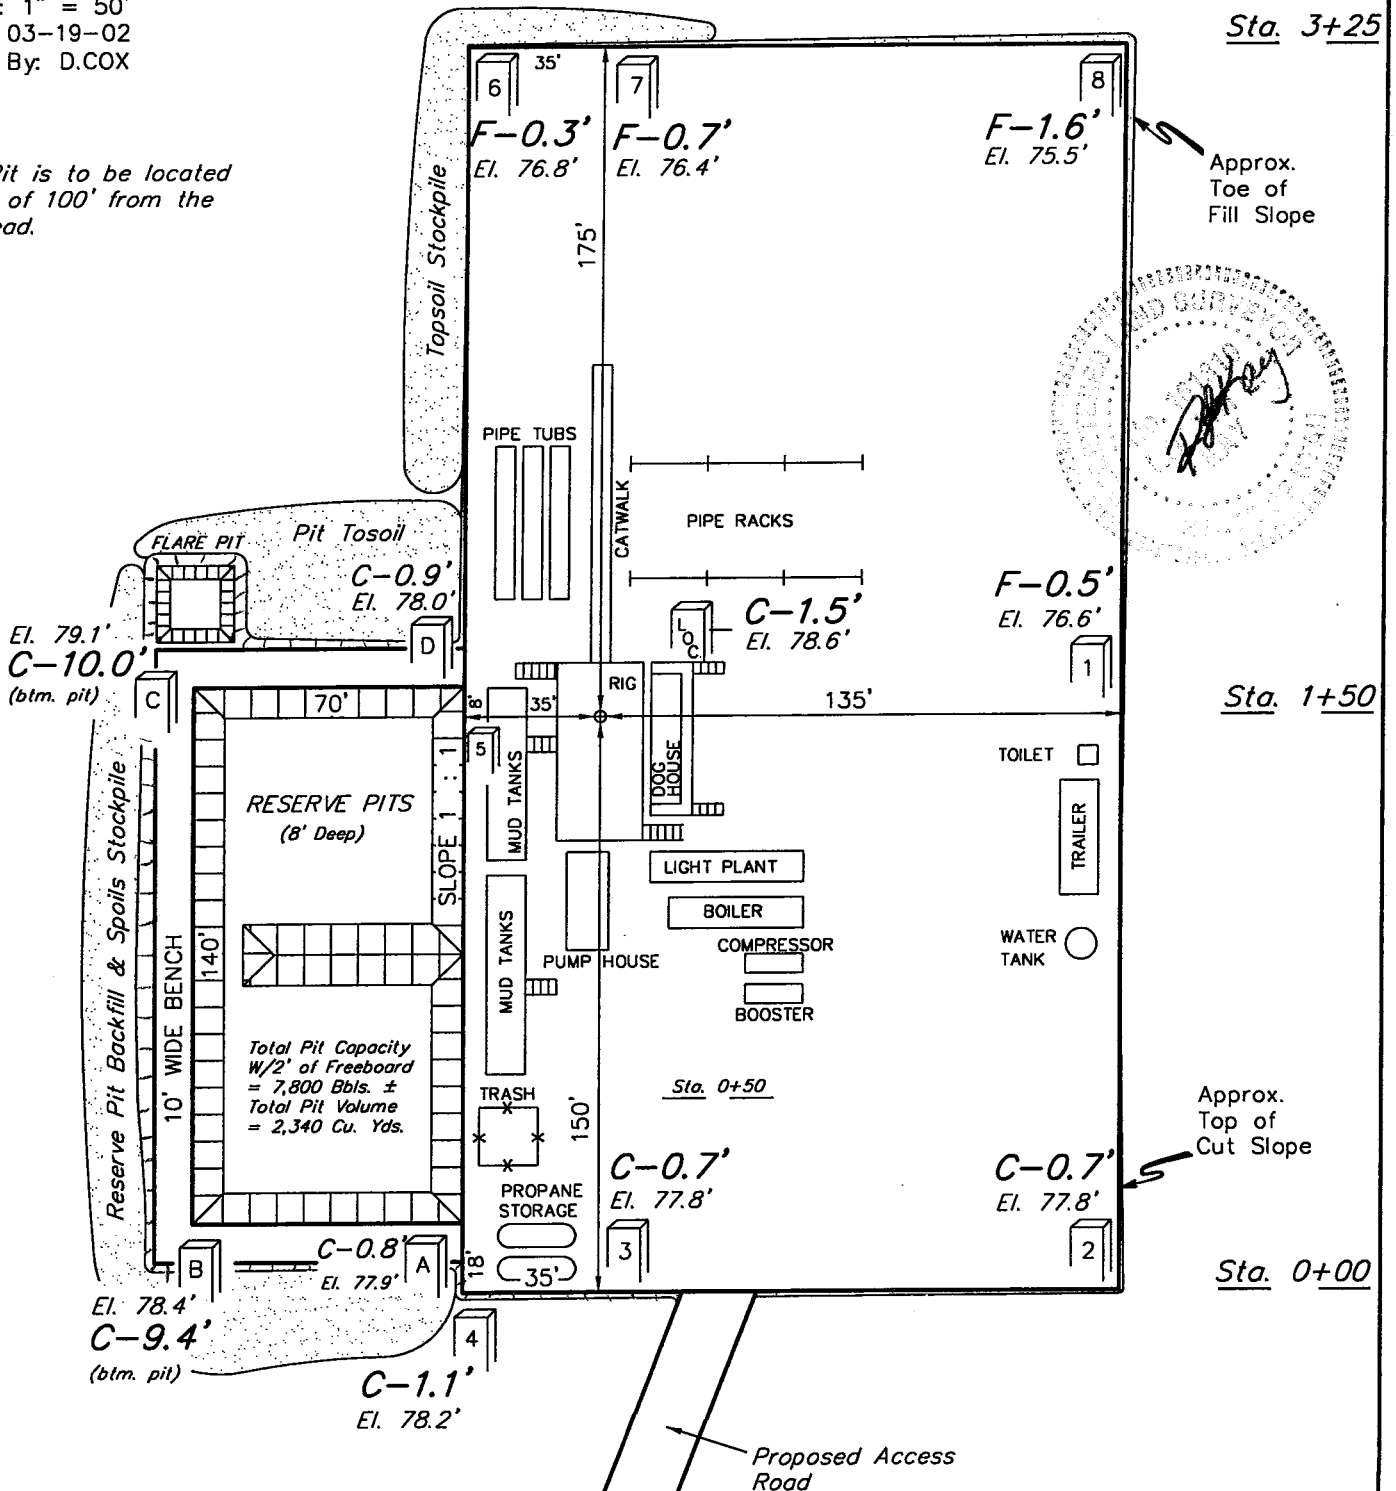 : 1" = 50'
03-19-02
By: D.COX
Pit is to be located
of 100' from the
ead.
Sta. 3+25
6
35'
7
8
F-0.3'
El. 76.8'
F-0.7'
El. 76.4'
F-1.6'
El. 75.5'
Approx.
Toe of
Fill Slope
Topsoil Stockpile
175'
LAND SURVEYOR
PIPE TUBS
CATWALK
PIPE RACKS
FLARE PIT
Pit Tosoil
C-0.9'
El. 78.0'
D
El. 79.1'
C-10.0'
(btm. pit)
C
LOC.
C-1.5'
El. 78.6'
F-0.5'
El. 76.6'
1
RIG
70'
8'
35'
135'
Sta. 1+50
5
MUD TANKS
DOG HOUSE
TOILET
TRAILER
RESERVE PITS
(8' Deep)
SLOPE 1 : 1
Reserve Pit Backfill & Spoils Stockpile
10' WIDE BENCH
140'
LIGHT PLANT
BOILER
COMPRESSOR
BOOSTER
PUMP HOUSE
MUD TANKS
WATER
TANK
Total Pit Capacity
W/2' of Freeboard
= 7,800 Bbls. ±
Total Pit Volume
= 2,340 Cu. Yds.
TRASH
Sta. 0+50
150'
Approx.
Top of
Cut Slope
PROPANE
STORAGE
C-0.7'
El. 77.8'
3
C-0.7'
El. 77.8'
2
C-0.8'
El. 77.9'
A
18'
35'
B
El. 78.4'
C-9.4'
(btm. pit)
Sta. 0+00
4
C-1.1'
El. 78.2'
Proposed Access
Road